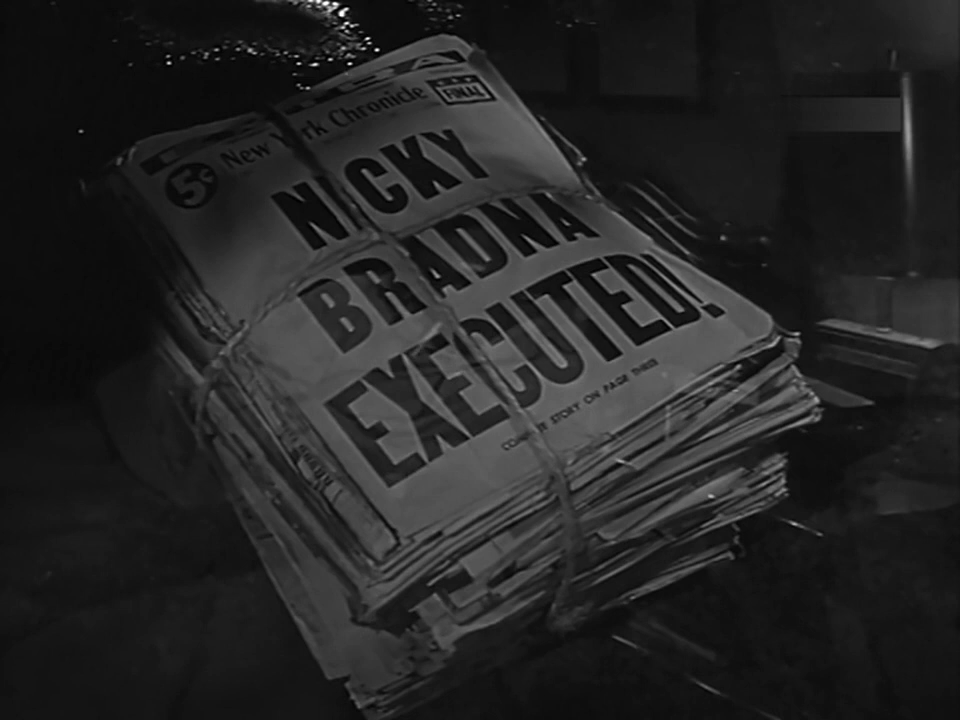 FINAL
5¢ New York Chronicle
NICKY
BRADNA
EXECUTED!
COMPLETE STORY ON PAGE THREE